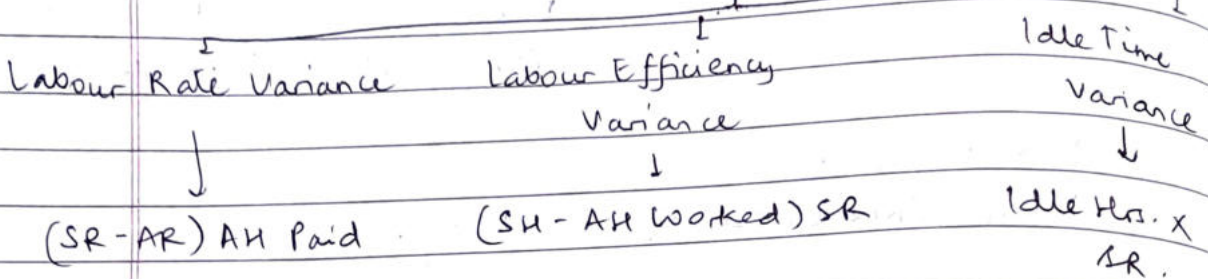 Labour Rate Variance
Labour Efficiency
Variance
Idle Time
Variance
(SR-AR) AH Paid
(SH-AH Worked) SR
Idle Hrs. x
SR.